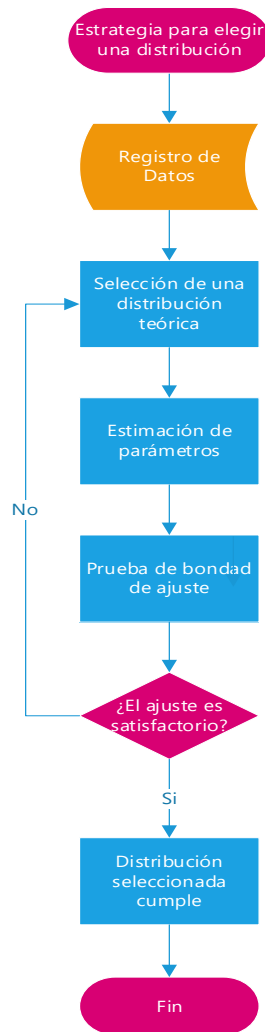 Estrategia para elegir
una distribución
Registro de
Datos
Selección de una
distribución
teórica
Estimación de
parámetros
No
Prueba de bondad
de ajuste
¿El ajuste es
satisfactorio?
Si
Distribución
seleccionada
cumple
Fin